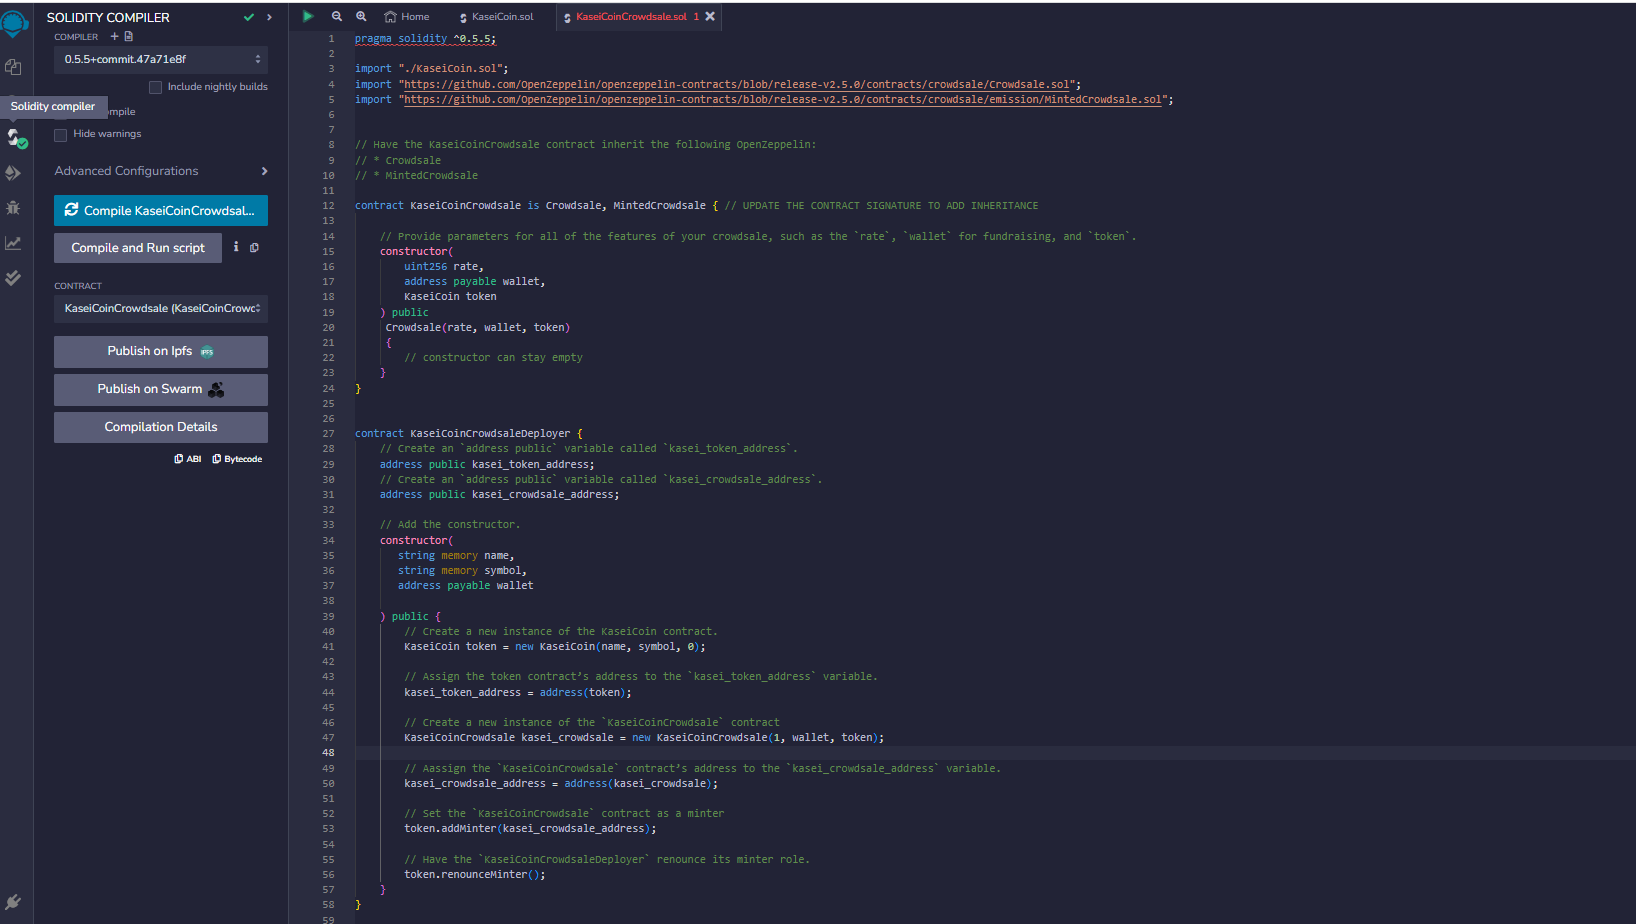 SOLIDITY COMPILER
COMPILER
0.5.5+commit.47a71e8f
Include nightly builds
Solidity compiler
mpile
Hide warnings
Advanced Configurations
Compile KaseiCoinCrowdsal...
Compile and Run script
CONTRACT
KaseiCoinCrowdsale (KaseiCoinCrowc
Publish on Ipfs
IPFS
Publish on Swarm
Compilation Details
ABI Bytecode
Home KaseiCoin.sol KaseiCoinCrowdsale.sol 1
1 pragma solidity ^0.5.5;
2
3 import "./KaseiCoin.sol";
4 import "https://github.com/OpenZeppelin/openzeppelin-contracts/blob/release-v2.5.0/contracts/crowdsale/Crowdsale.sol";
5 import "https://github.com/OpenZeppelin/openzeppelin-contracts/blob/release-v2.5.0/contracts/crowdsale/emission/MintedCrowdsale.sol";
6
7
8 // Have the KaseiCoinCrowdsale contract inherit the following OpenZeppelin:
9 // * Crowdsale
10 // * MintedCrowdsale
11
12 contract KaseiCoinCrowdsale is Crowdsale, MintedCrowdsale { // UPDATE THE CONTRACT SIGNATURE TO ADD INHERITANCE
13
14 // Provide parameters for all of the features of your crowdsale, such as the `rate`, `wallet` for fundraising, and `token`.
15 constructor(
16 uint256 rate,
17 address payable wallet,
18 KaseiCoin token
19 ) public
20 Crowdsale(rate, wallet, token)
21 {
22 // constructor can stay empty
23 }
24 }
25
26
27 contract KaseiCoinCrowdsaleDeployer {
28 // Create an `address public` variable called `kasei_token_address`.
29 address public kasei_token_address;
30 // Create an `address public` variable called `kasei_crowdsale_address`.
31 address public kasei_crowdsale_address;
32
33 // Add the constructor.
34 constructor(
35 string memory name,
36 string memory symbol,
37 address payable wallet
38
39 ) public {
40 // Create a new instance of the KaseiCoin contract.
41 KaseiCoin token = new KaseiCoin(name, symbol, 0);
42
43 // Assign the token contract’s address to the `kasei_token_address` variable.
44 kasei_token_address = address(token);
45
46 // Create a new instance of the `KaseiCoinCrowdsale` contract
47 KaseiCoinCrowdsale kasei_crowdsale = new KaseiCoinCrowdsale(1, wallet, token);
48
49 // Aassign the `KaseiCoinCrowdsale` contract’s address to the `kasei_crowdsale_address` variable.
50 kasei_crowdsale_address = address(kasei_crowdsale);
51
52 // Set the `KaseiCoinCrowdsale` contract as a minter
53 token.addMinter(kasei_crowdsale_address);
54
55 // Have the `KaseiCoinCrowdsaleDeployer` renounce its minter role.
56 token.renounceMinter();
57 }
58 }
59